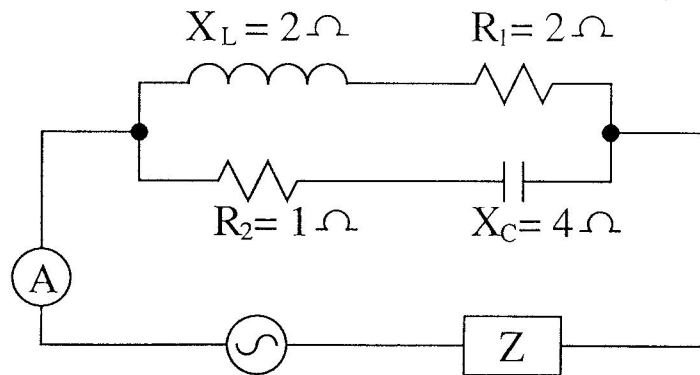 X_L = 2 Ω
R_1 = 2 Ω
R_2 = 1 Ω
X_C = 4 Ω
A
Z